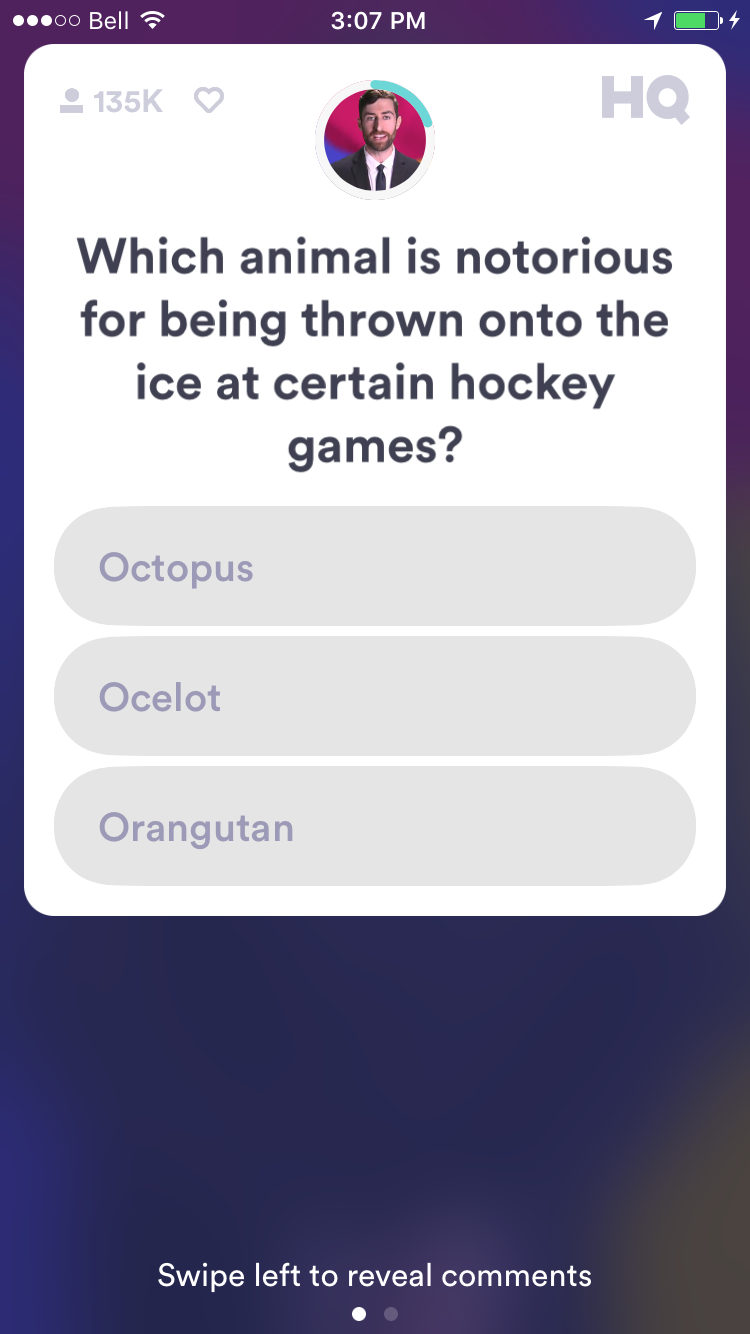 Bell 3:07 PM
135K HQ
Which animal is notorious
for being thrown onto the
ice at certain hockey
games?
Octopus
Ocelot
Orangutan
Swipe left to reveal comments